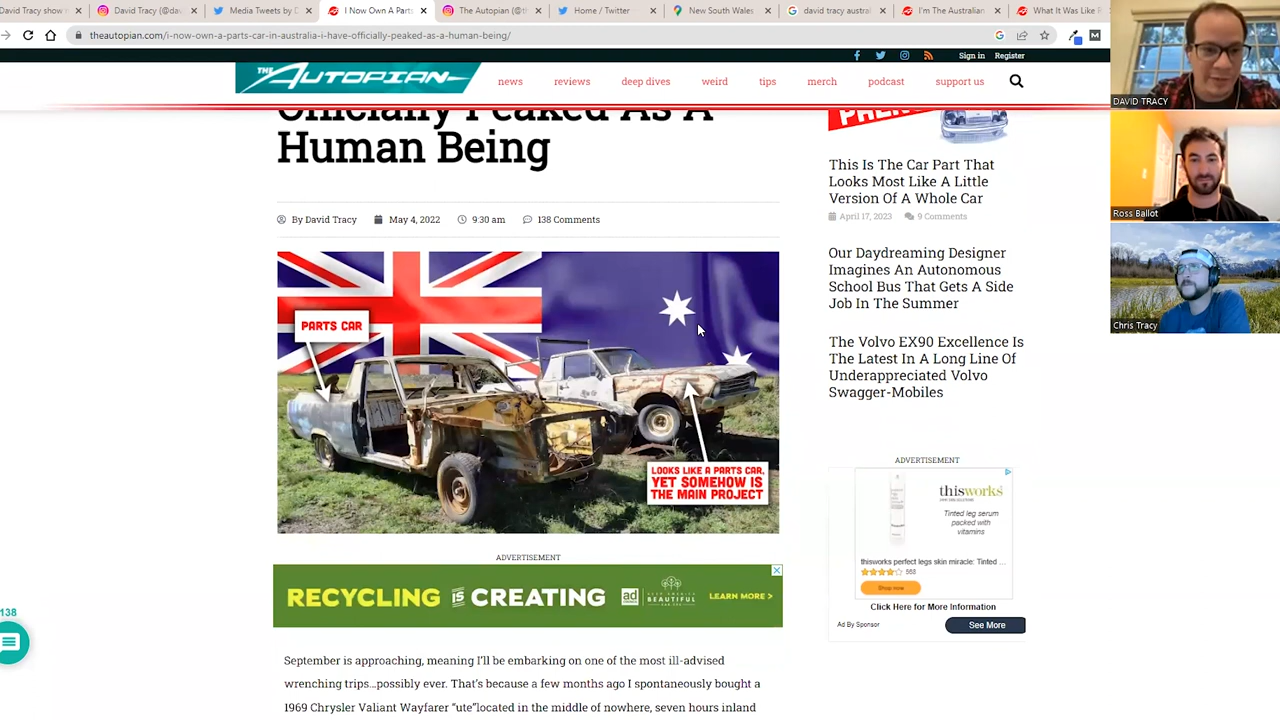 David Tracy show m
David Tracy (@dav
Media Tweets by D
I Now Own A Part
The Autopian (@t
Home / Twitter
New South Wales
david tracy austral
I'm The Australian
What It Was Like R
theautopian.com/i-now-own-a-parts-car-in-australia-i-have-officially-peaked-as-a-human-being/
Sign in Register
THE AUTOPIAN
news reviews deep dives weird tips merch podcast support us
Officially Peaked As A
Human Being
By David Tracy May 4, 2022 9:30 am 138 Comments
PARTS CAR
LOOKS LIKE A PARTS CAR,
YET SOMEHOW IS
THE MAIN PROJECT
ADVERTISEMENT
RECYCLING IS CREATING
ad
LEARN MORE >
138
September is approaching, meaning I'll be embarking on one of the most ill-advised
wrenching trips…possibly ever. That's because a few months ago I spontaneously bought a
1969 Chrysler Valiant Wayfarer "ute"located in the middle of nowhere, seven hours inland
This Is The Car Part That
Looks Most Like A Little
Version Of A Whole Car
April 17, 2023 9 Comments
Our Daydreaming Designer
Imagines An Autonomous
School Bus That Gets A Side
Job In The Summer
The Volvo EX90 Excellence Is
The Latest In A Long Line Of
Underappreciated Volvo
Swagger-Mobiles
ADVERTISEMENT
thisworks
Tinted leg serum
packed with
vitamins
thisworks perfect legs skin miracle: Tinted ...
568
Shop now
Click Here for More Information
Ad By Sponsor
See More
DAVID TRACY
Ross Ballot
Chris Tracy